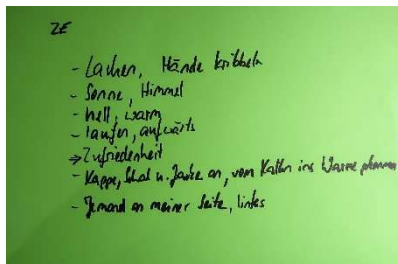 ZE
- Lachen, Hände kribbeln
- Sonne, Himmel
- hell, warm
- laufen, aufwärts
→ Zufriedenheit
- Kappe, Schal u. Jacke an, vom Kalten ins Warme kommen
- Jemand an meiner Seite, links